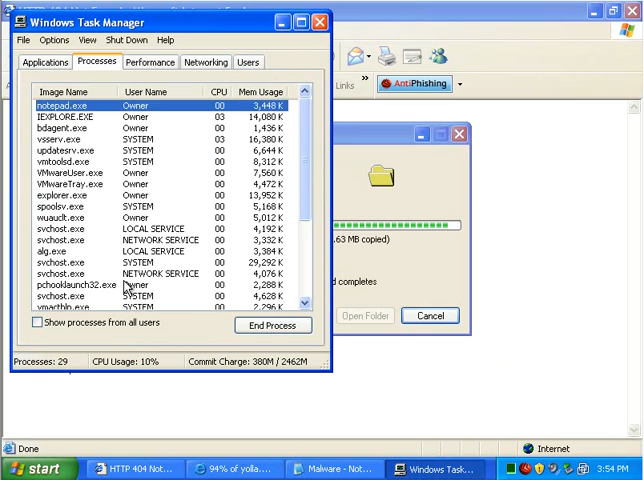 Windows Task Manager
File Options View Shut Down Help
Applications Processes Performance Networking Users
Links » AntiPhishing
Image Name User Name CPU Mem Usage
notepad.exe Owner 00 3,448 K
IEXPLORE.EXE Owner 03 14,080 K
bdagent.exe Owner 00 1,436 K
vsserv.exe SYSTEM 03 16,380 K
updatesrv.exe SYSTEM 00 6,644 K
vmtoolsd.exe SYSTEM 00 8,312 K
VMwareUser.exe Owner 00 7,560 K
VMwareTray.exe Owner 00 4,472 K
explorer.exe Owner 00 13,952 K
spoolsv.exe SYSTEM 00 5,168 K
wuauclt.exe Owner 00 5,012 K
svchost.exe LOCAL SERVICE 00 4,192 K
svchost.exe NETWORK SERVICE 00 3,332 K
alg.exe LOCAL SERVICE 00 3,384 K
svchost.exe SYSTEM 00 29,292 K
svchost.exe NETWORK SERVICE 00 4,076 K
pchooklaunch32.exe Owner 00 2,288 K
svchost.exe SYSTEM 00 4,628 K
vmacthlp.exe SYSTEM 00 2,296 K
.63 MB copied)
d completes
Show processes from all users
End Process
Open Folder Cancel
Processes: 29 CPU Usage: 10% Commit Charge: 380M / 2462M
Done Internet
start HTTP 404 Not... 94% of yolla.... Malware - Not... Windows Task... 3:54 PM